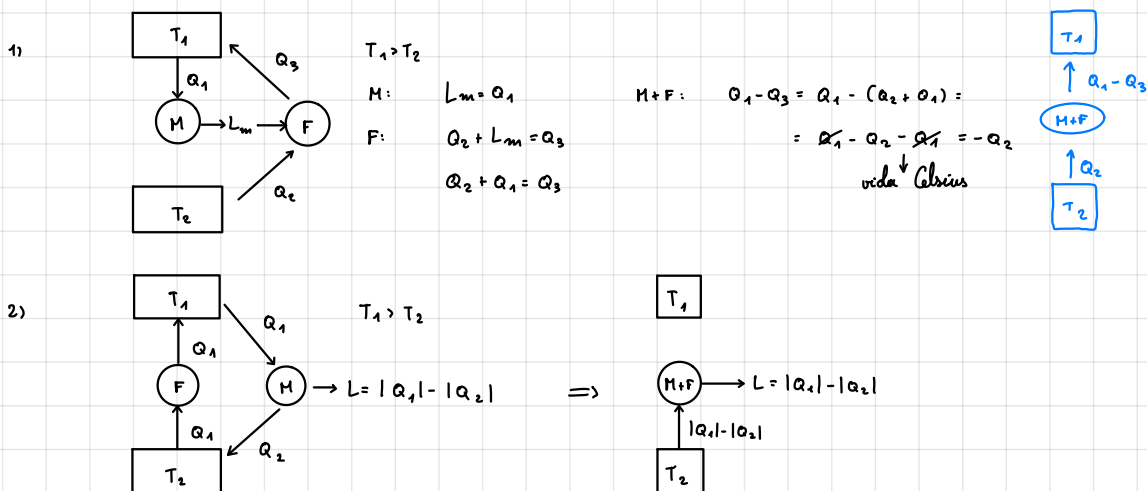 1)
T1
Q1
Q3
M
Lm
F
Q2
T2
T1 > T2
M: Lm = Q1
F: Q2 + Lm = Q3
Q2 + Q1 = Q3
M+F: Q1 - Q3 = Q1 - (Q2 + Q1) =
= Q1 - Q2 - Q1 = -Q2
Celsius
T1
Q1 - Q3
M+F
Q2
T2
2)
T1
Q1
Q1
F
M
L = |Q1| - |Q2|
Q1
Q2
T2
T1 > T2
⇒
T1
M+F
L = |Q1| - |Q2|
|Q1| - |Q2|
T2